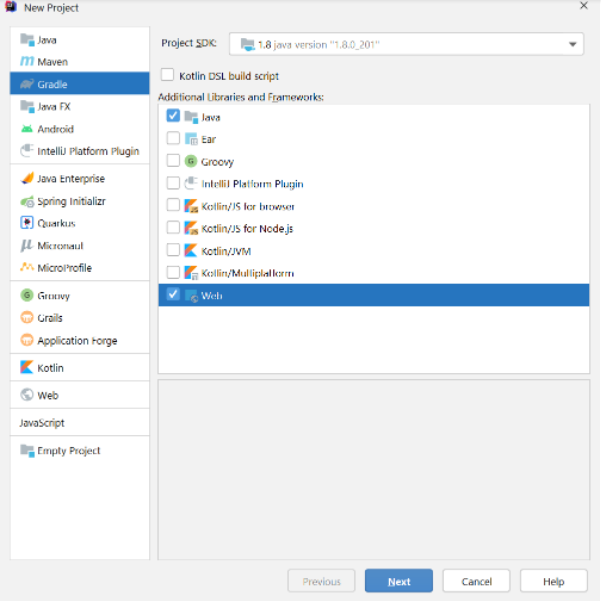 New Project
Java
Maven
Gradle
Java FX
Android
IntelliJ Platform Plugin
Java Enterprise
Spring Initializr
Quarkus
Micronaut
MicroProfile
Groovy
Grails
Application Forge
Kotlin
Web
JavaScript
Empty Project
Project SDK:
1.8 java version "1.8.0_201"
Kotlin DSL build script
Additional Libraries and Frameworks:
Java
Ear
Groovy
IntelliJ Platform Plugin
Kotlin/JS for browser
Kotlin/JS for Node.js
Kotlin/JVM
Kotlin/Multiplatform
Web
Previous
Next
Cancel
Help